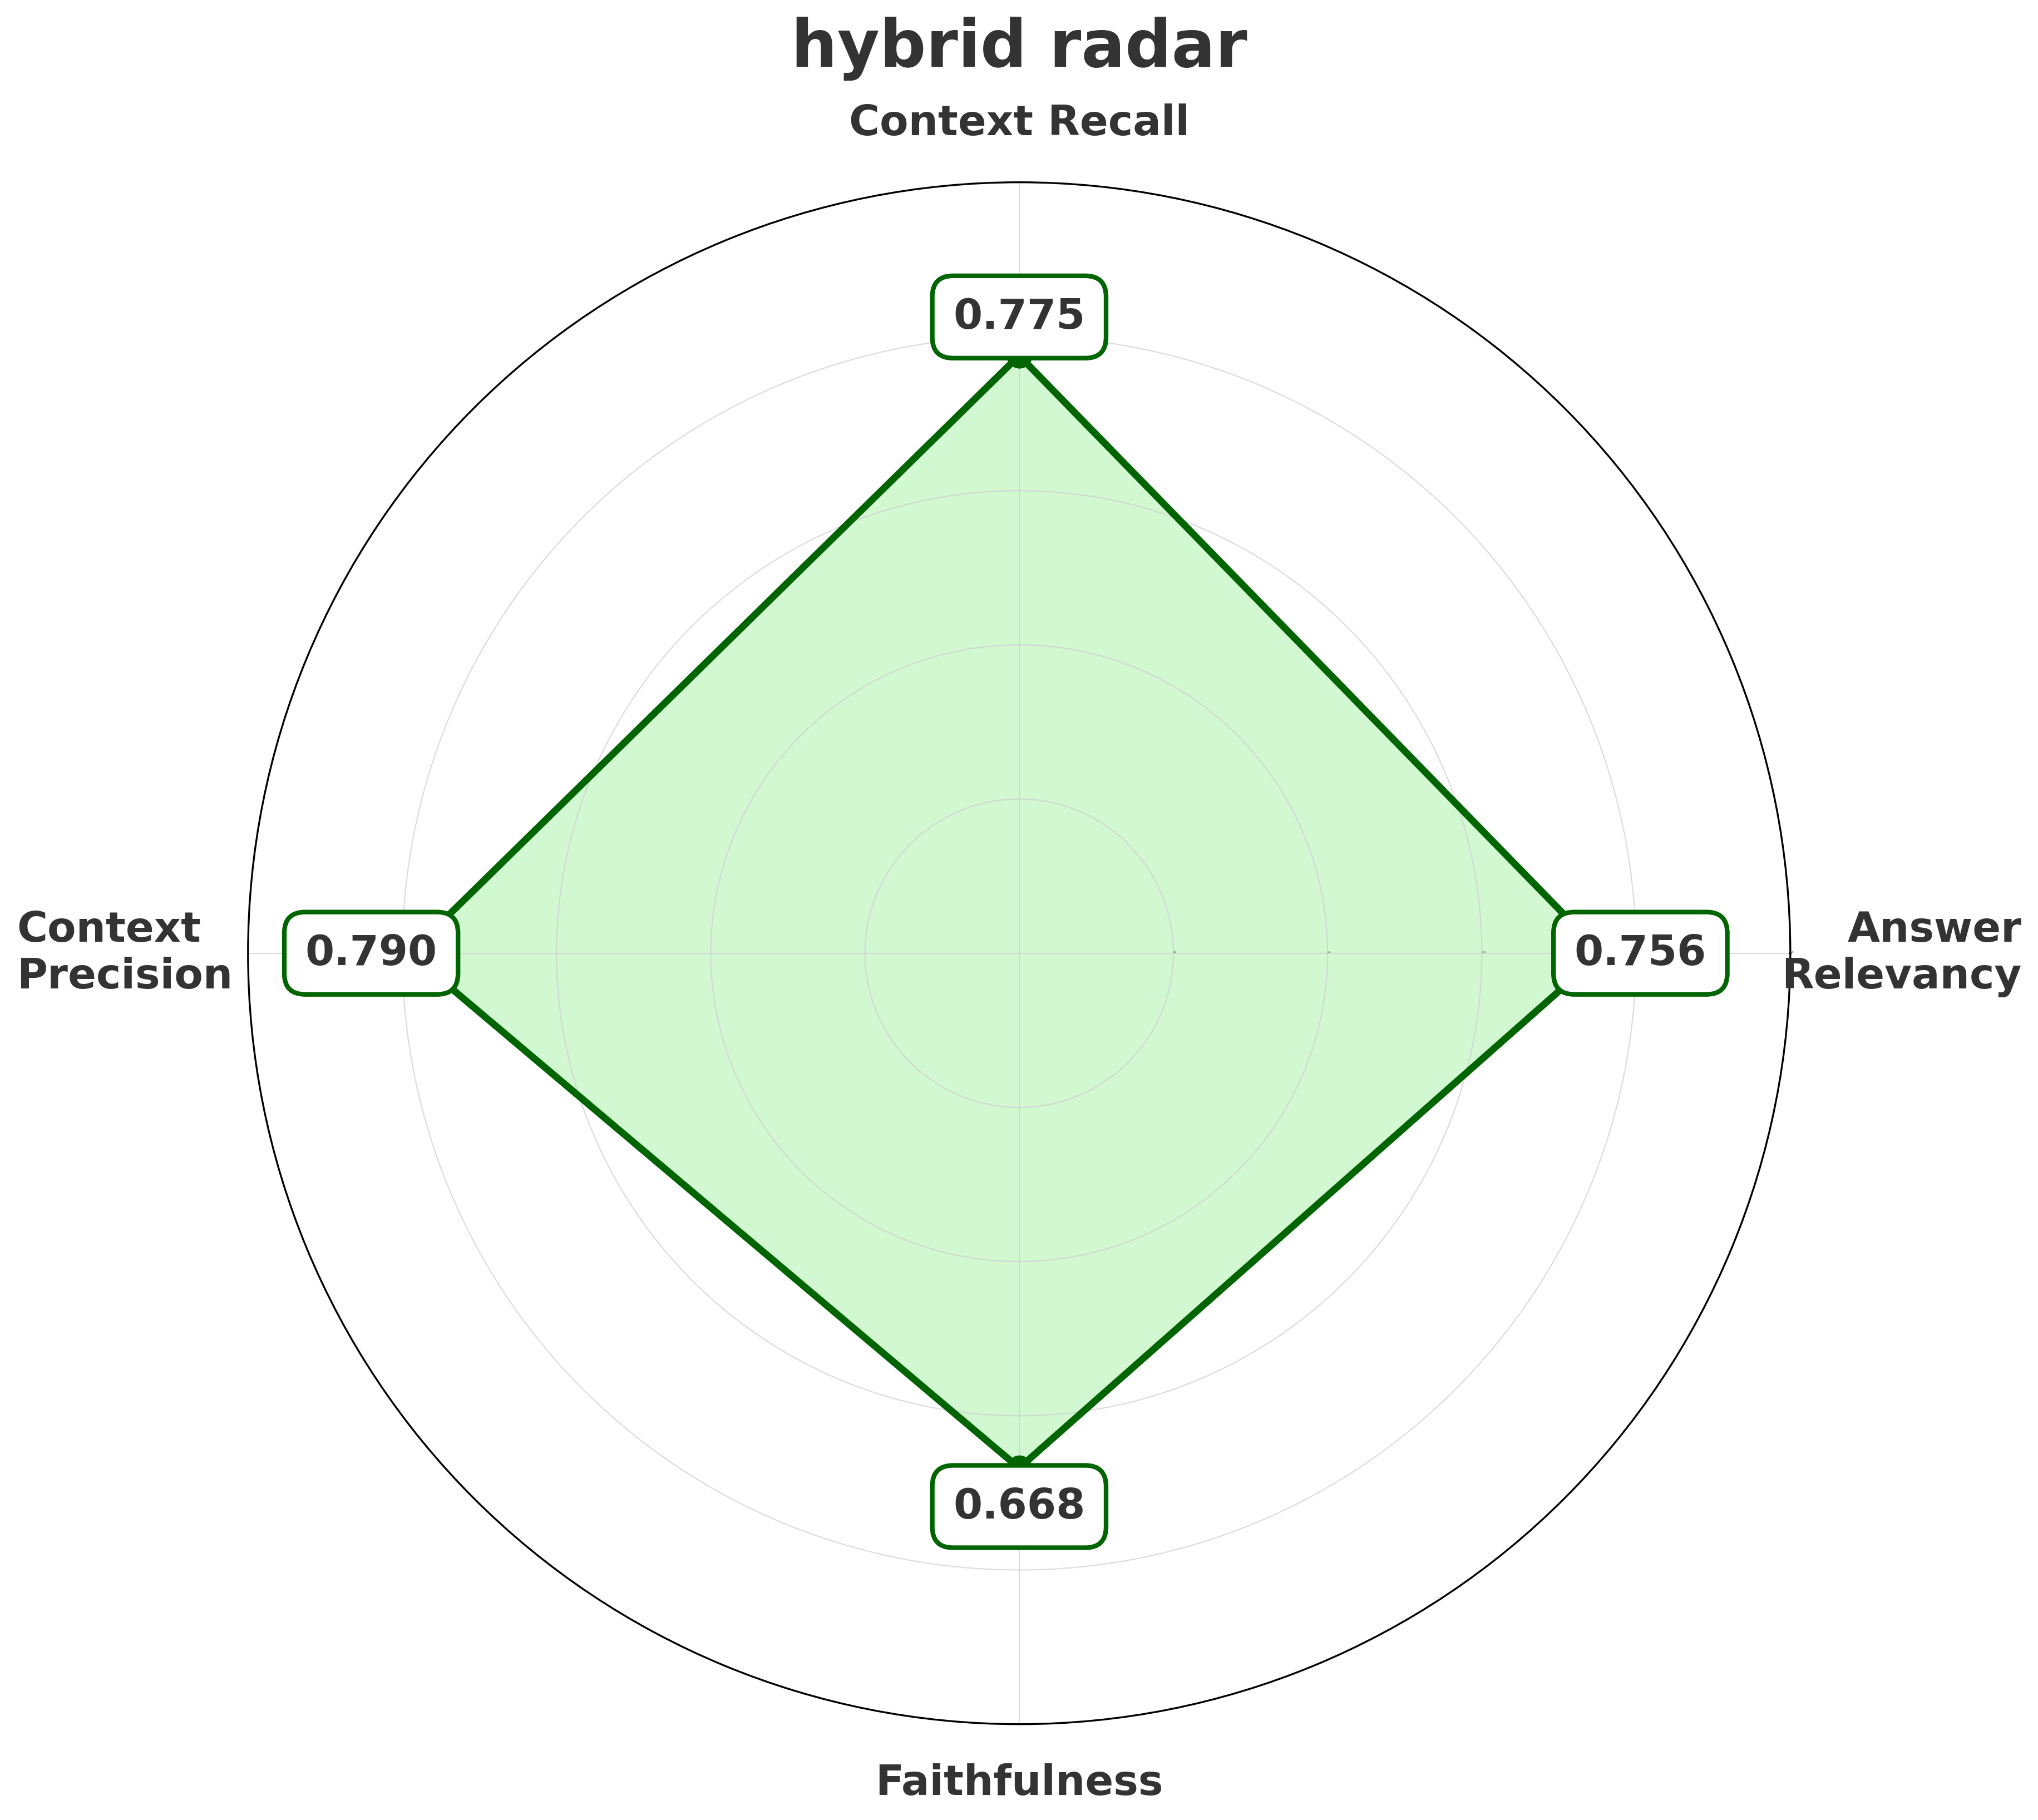 hybrid radar
Context Recall
0.775
Context
Precision
0.790
0.756
Answer
Relevancy
0.668
Faithfulness